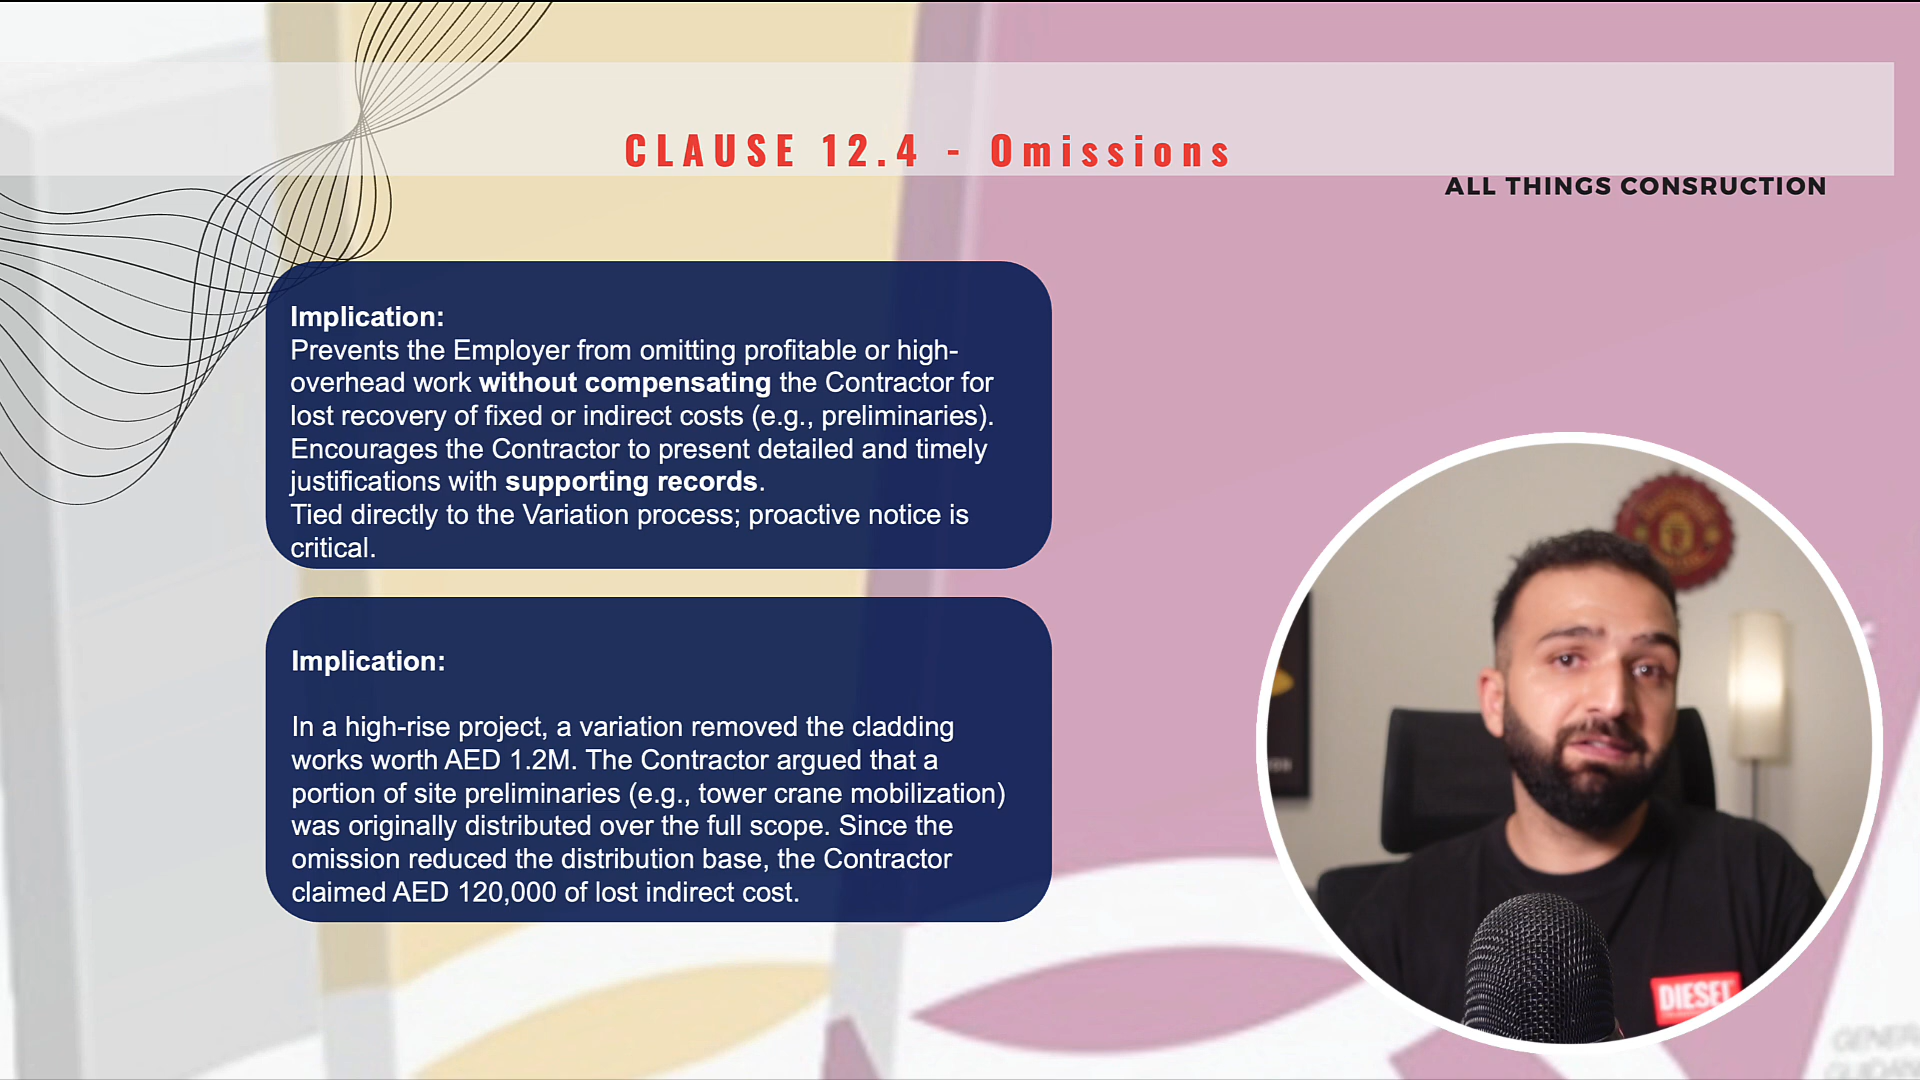 CLAUSE 12.4 - Omissions
ALL THINGS CONSRUCTION
Implication:
Prevents the Employer from omitting profitable or high-
overhead work without compensating the Contractor for
lost recovery of fixed or indirect costs (e.g., preliminaries).
Encourages the Contractor to present detailed and timely
justifications with supporting records.
Tied directly to the Variation process; proactive notice is
critical.
Implication:
In a high-rise project, a variation removed the cladding
works worth AED 1.2M. The Contractor argued that a
portion of site preliminaries (e.g., tower crane mobilization)
was originally distributed over the full scope. Since the
omission reduced the distribution base, the Contractor
claimed AED 120,000 of lost indirect cost.
DIESEL